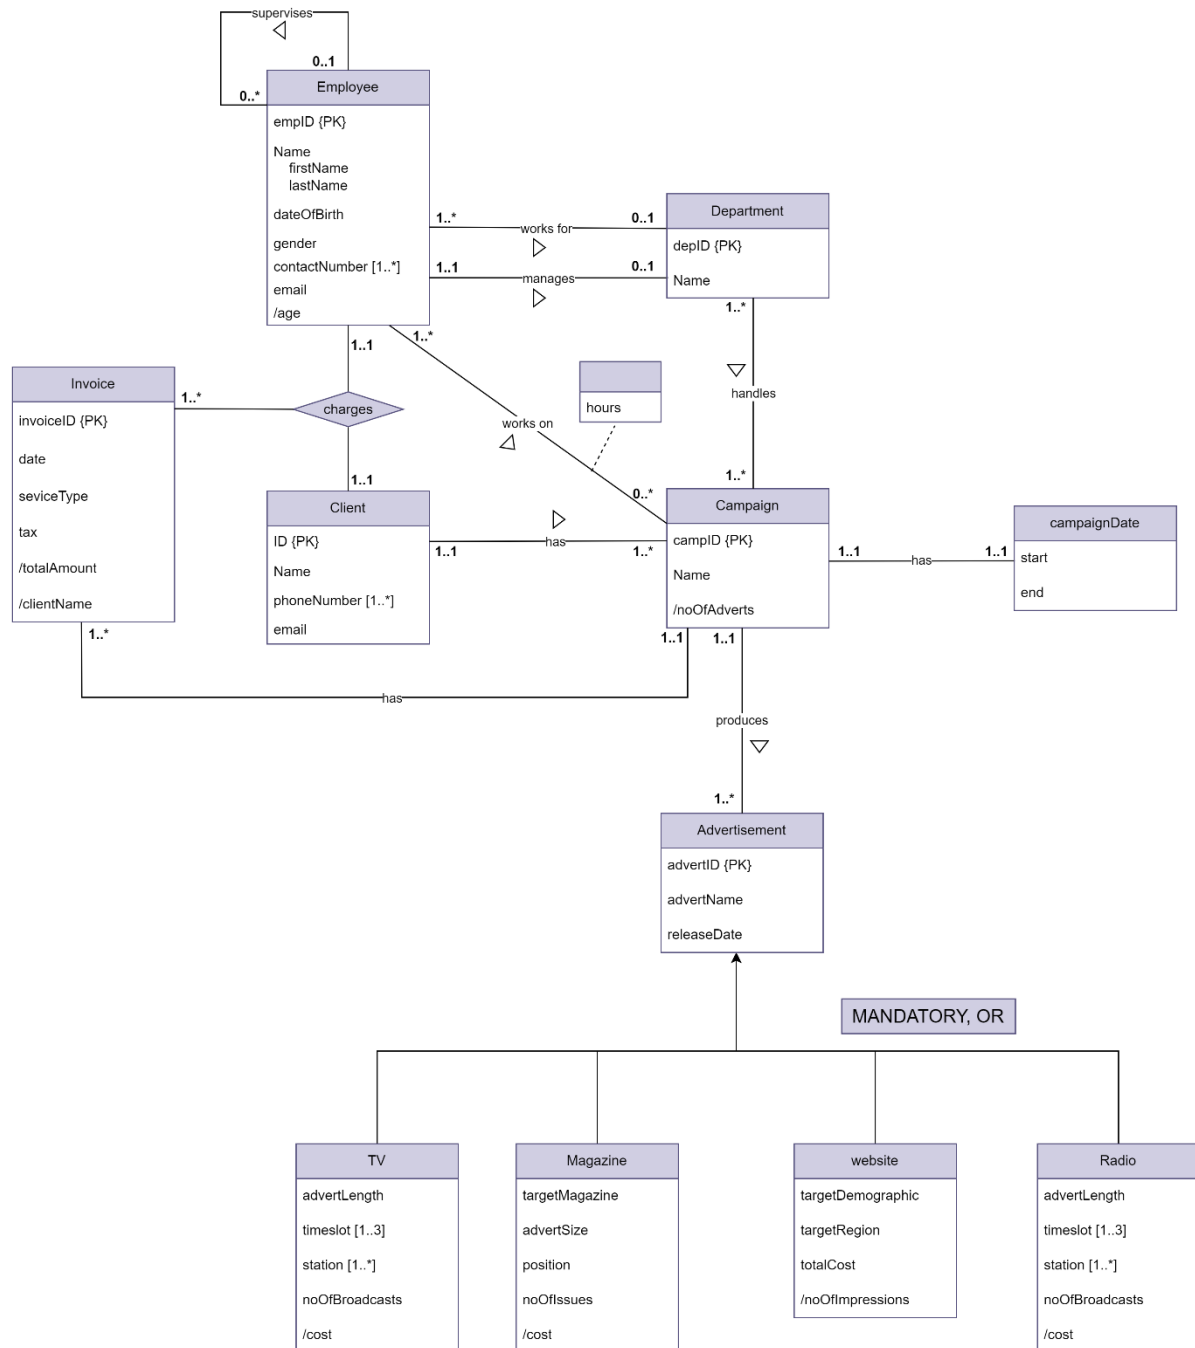 supervises
0..1
0..*
Employee
empID {PK}
Name
firstName
lastName
dateOfBirth
gender
contactNumber [1..*]
email
/age
1..*
works for
0..1
1..1
manages
0..1
Department
depID {PK}
Name
1..*
handles
1..*
1..1
1..*
works on
0..*
hours
Invoice
invoiceID {PK}
date
seviceType
tax
/totalAmount
/clientName
1..*
charges
1..1
Client
ID {PK}
Name
phoneNumber [1..*]
email
1..1
has
1..*
Campaign
campID {PK}
Name
/noOfAdverts
1..1
has
1..1
campaignDate
start
end
1..*
has
1..1
1..1
produces
1..*
Advertisement
advertID {PK}
advertName
releaseDate
MANDATORY, OR
TV
advertLength
timeslot [1..3]
station [1..*]
noOfBroadcasts
/cost
Magazine
targetMagazine
advertSize
position
noOfIssues
/cost
website
targetDemographic
targetRegion
totalCost
/noOfImpressions
Radio
advertLength
timeslot [1..3]
station [1..*]
noOfBroadcasts
/cost